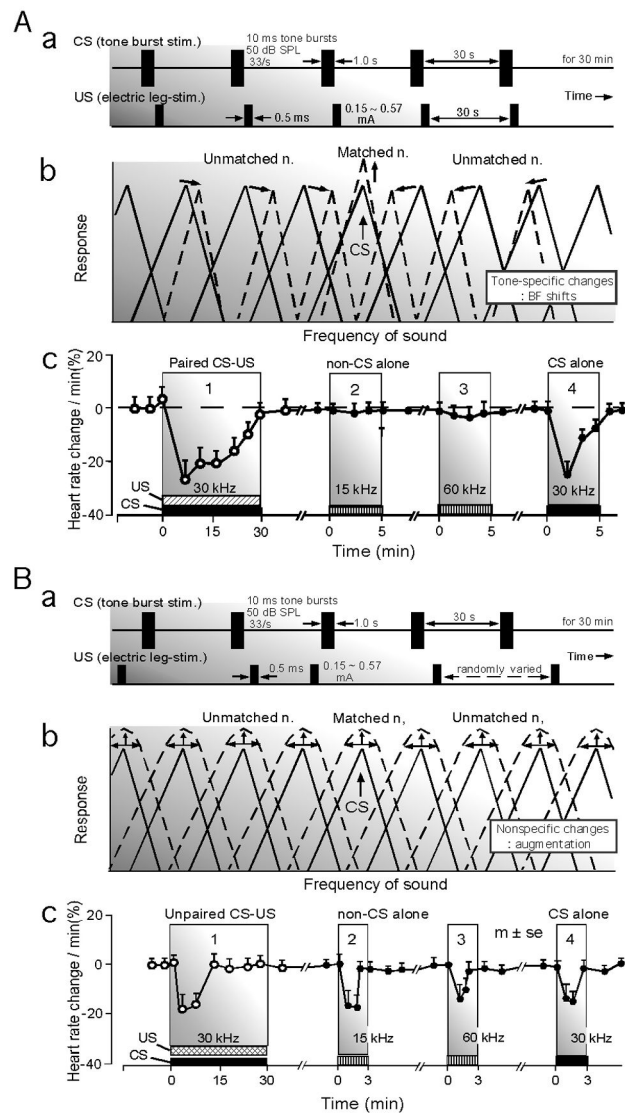 A
a
CS (tone burst stim.)
10 ms tone bursts
50 dB SPL
33/s
1.0 s
30 s
for 30 min
US (electric leg-stim.)
0.5 ms
0.15 ~ 0.57
mA
30 s
Time
b
Unmatched n.
Matched n.
Unmatched n.
Response
CS
Tone-specific changes
: BF shifts
Frequency of sound
c
Heart rate change / min(%)
20
0
-20
-40
Paired CS-US
non-CS alone
CS alone
1
2
3
4
US
CS
30 kHz
15 kHz
60 kHz
30 kHz
0 15 30 0 5 0 5 0 5
Time (min)
B
a
CS (tone burst stim.)
10 ms tone bursts
50 dB SPL
33/s
1.0 s
30 s
for 30 min
US (electric leg-stim.)
0.5 ms
0.15 ~ 0.57
mA
randomly varied
Time
b
Unmatched n.
Matched n,
Unmatched n,
Response
CS
Nonspecific changes
: augmentation
Frequency of sound
c
Heart rate change / min(%)
20
0
-20
-40
Unpaired CS-US
non-CS alone
CS alone
1
2
3
m ± se
4
US
CS
30 kHz
15 kHz
60 kHz
30 kHz
0 15 30 0 3 0 3 0 3
Time (min)